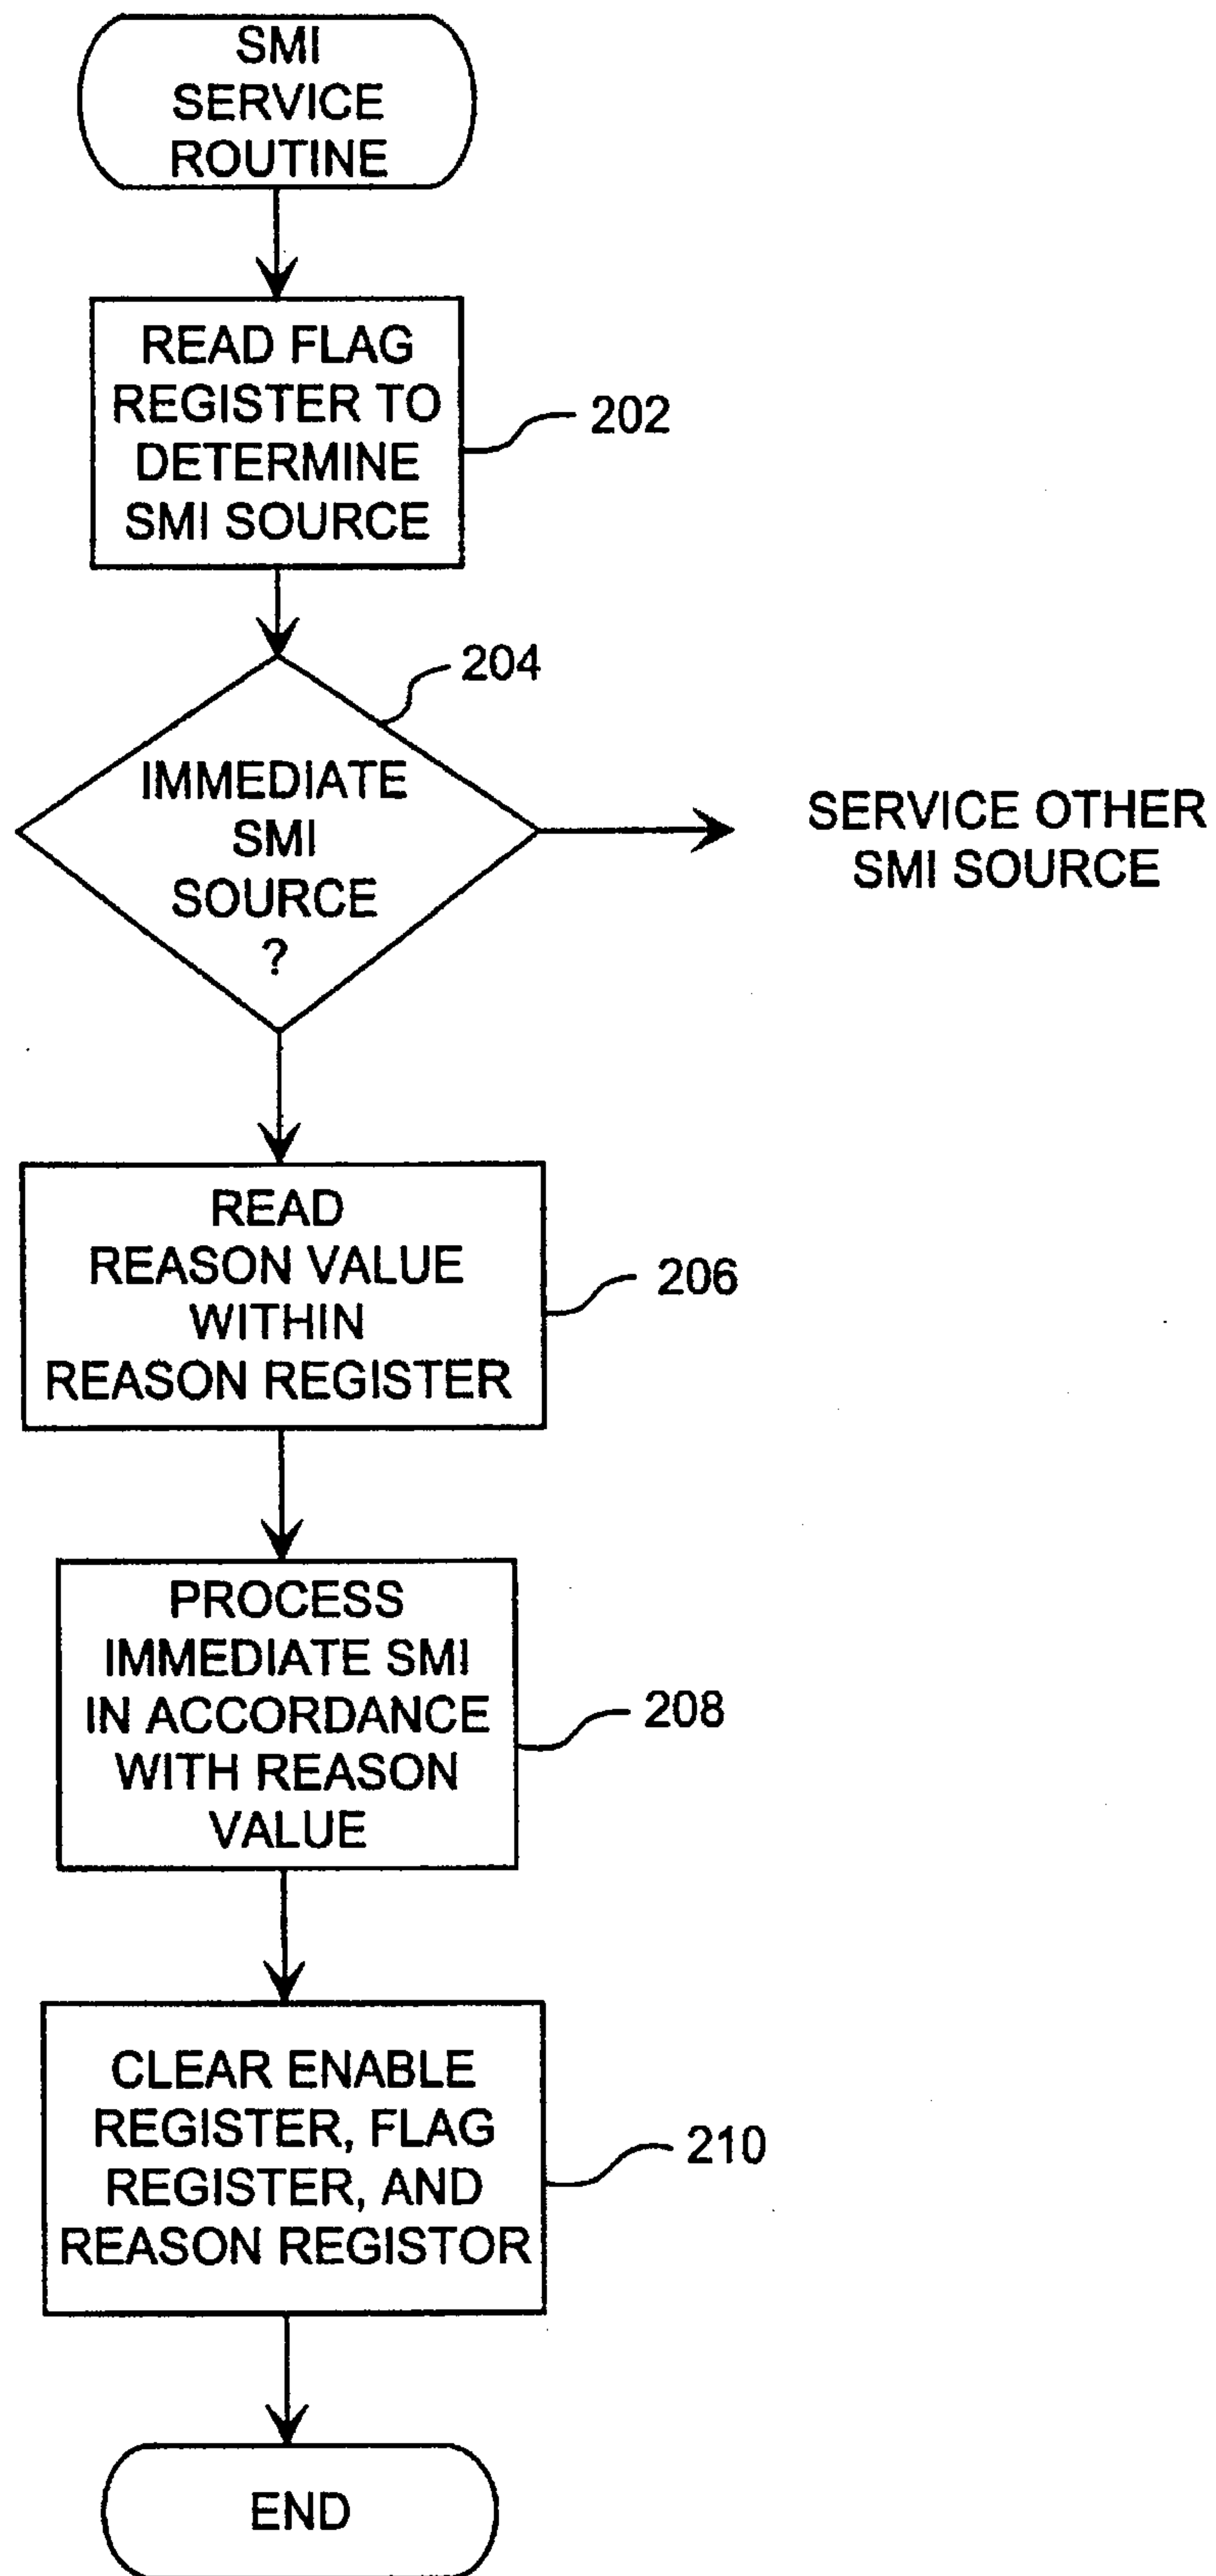 SMI
SERVICE
ROUTINE
READ FLAG
REGISTER TO
DETERMINE
SMI SOURCE
202
204
IMMEDIATE
SMI
SOURCE
?
SERVICE OTHER
SMI SOURCE
READ
REASON VALUE
WITHIN
REASON REGISTER
206
PROCESS
IMMEDIATE SMI
IN ACCORDANCE
WITH REASON
VALUE
208
CLEAR ENABLE
REGISTER, FLAG
REGISTER, AND
REASON REGISTOR
210
END